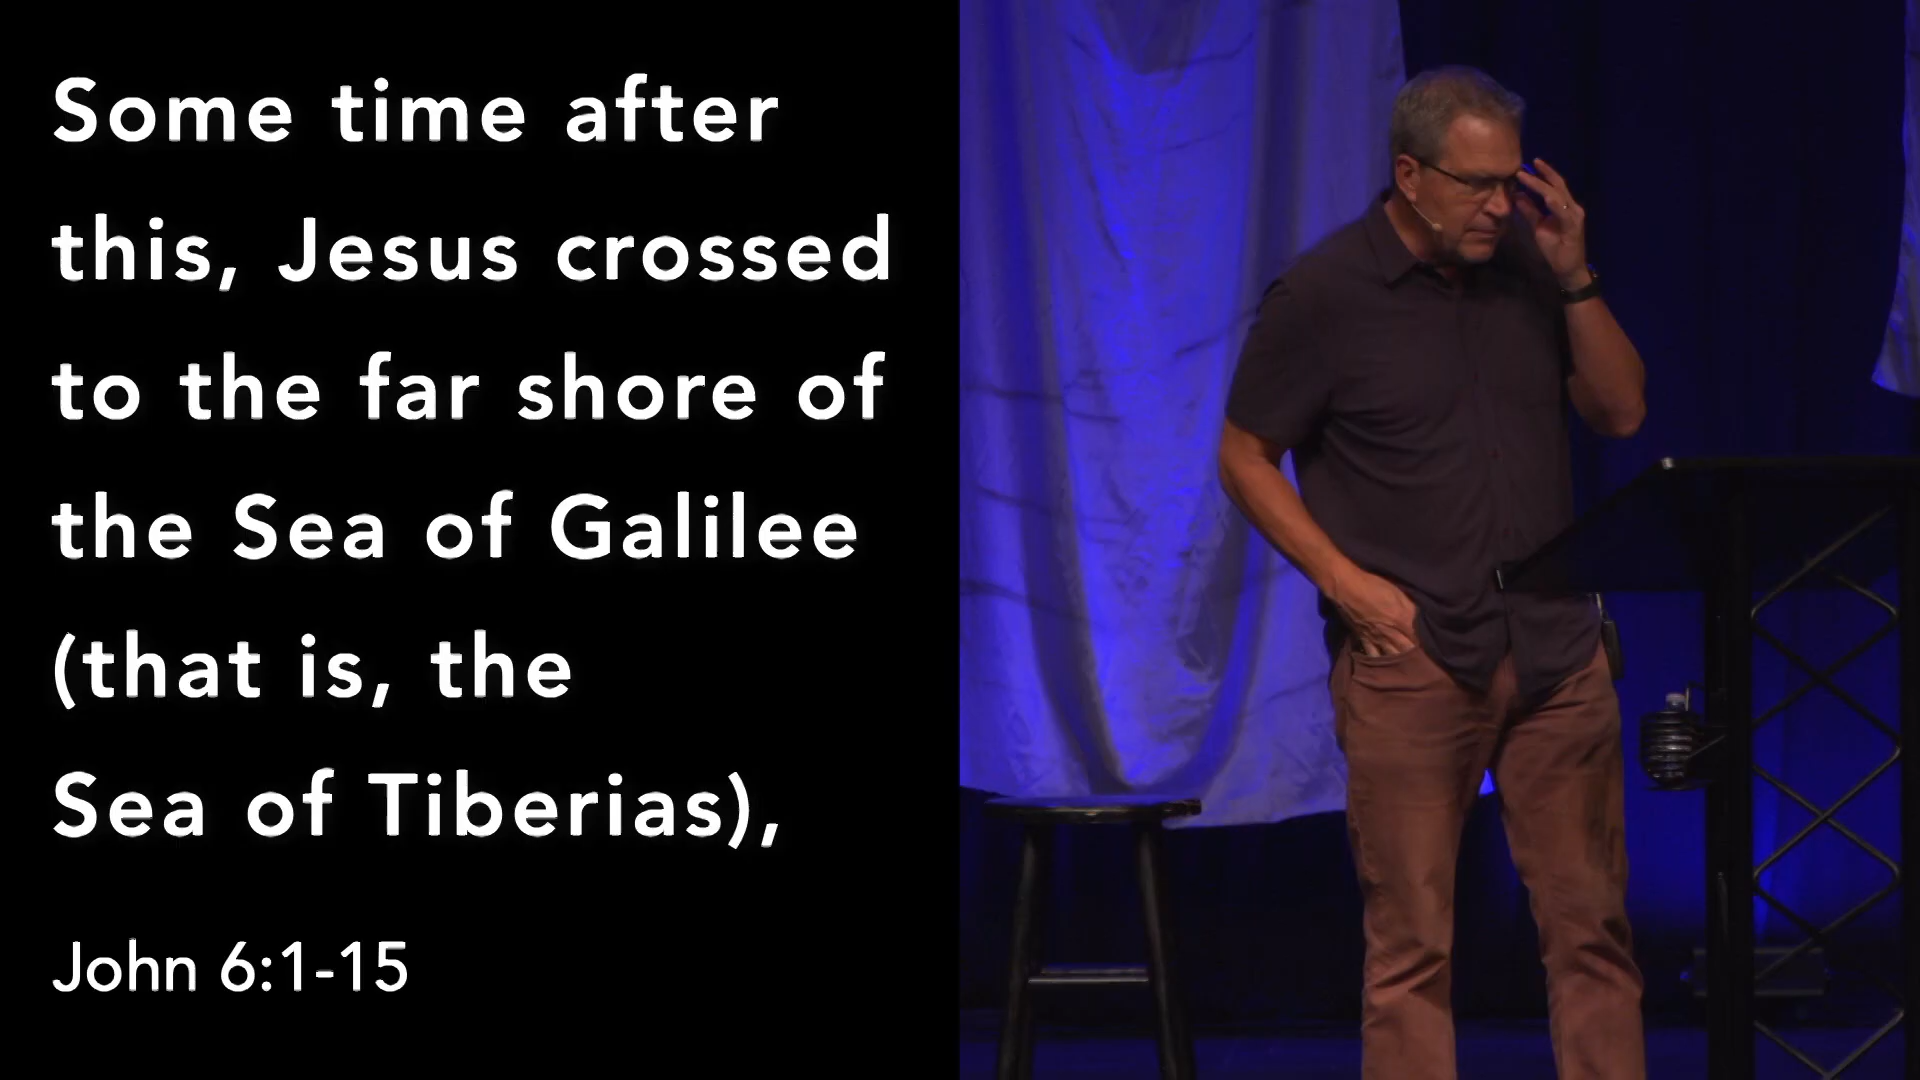 Some time after
this, Jesus crossed
to the far shore of
the Sea of Galilee
(that is, the
Sea of Tiberias),
John 6:1-15